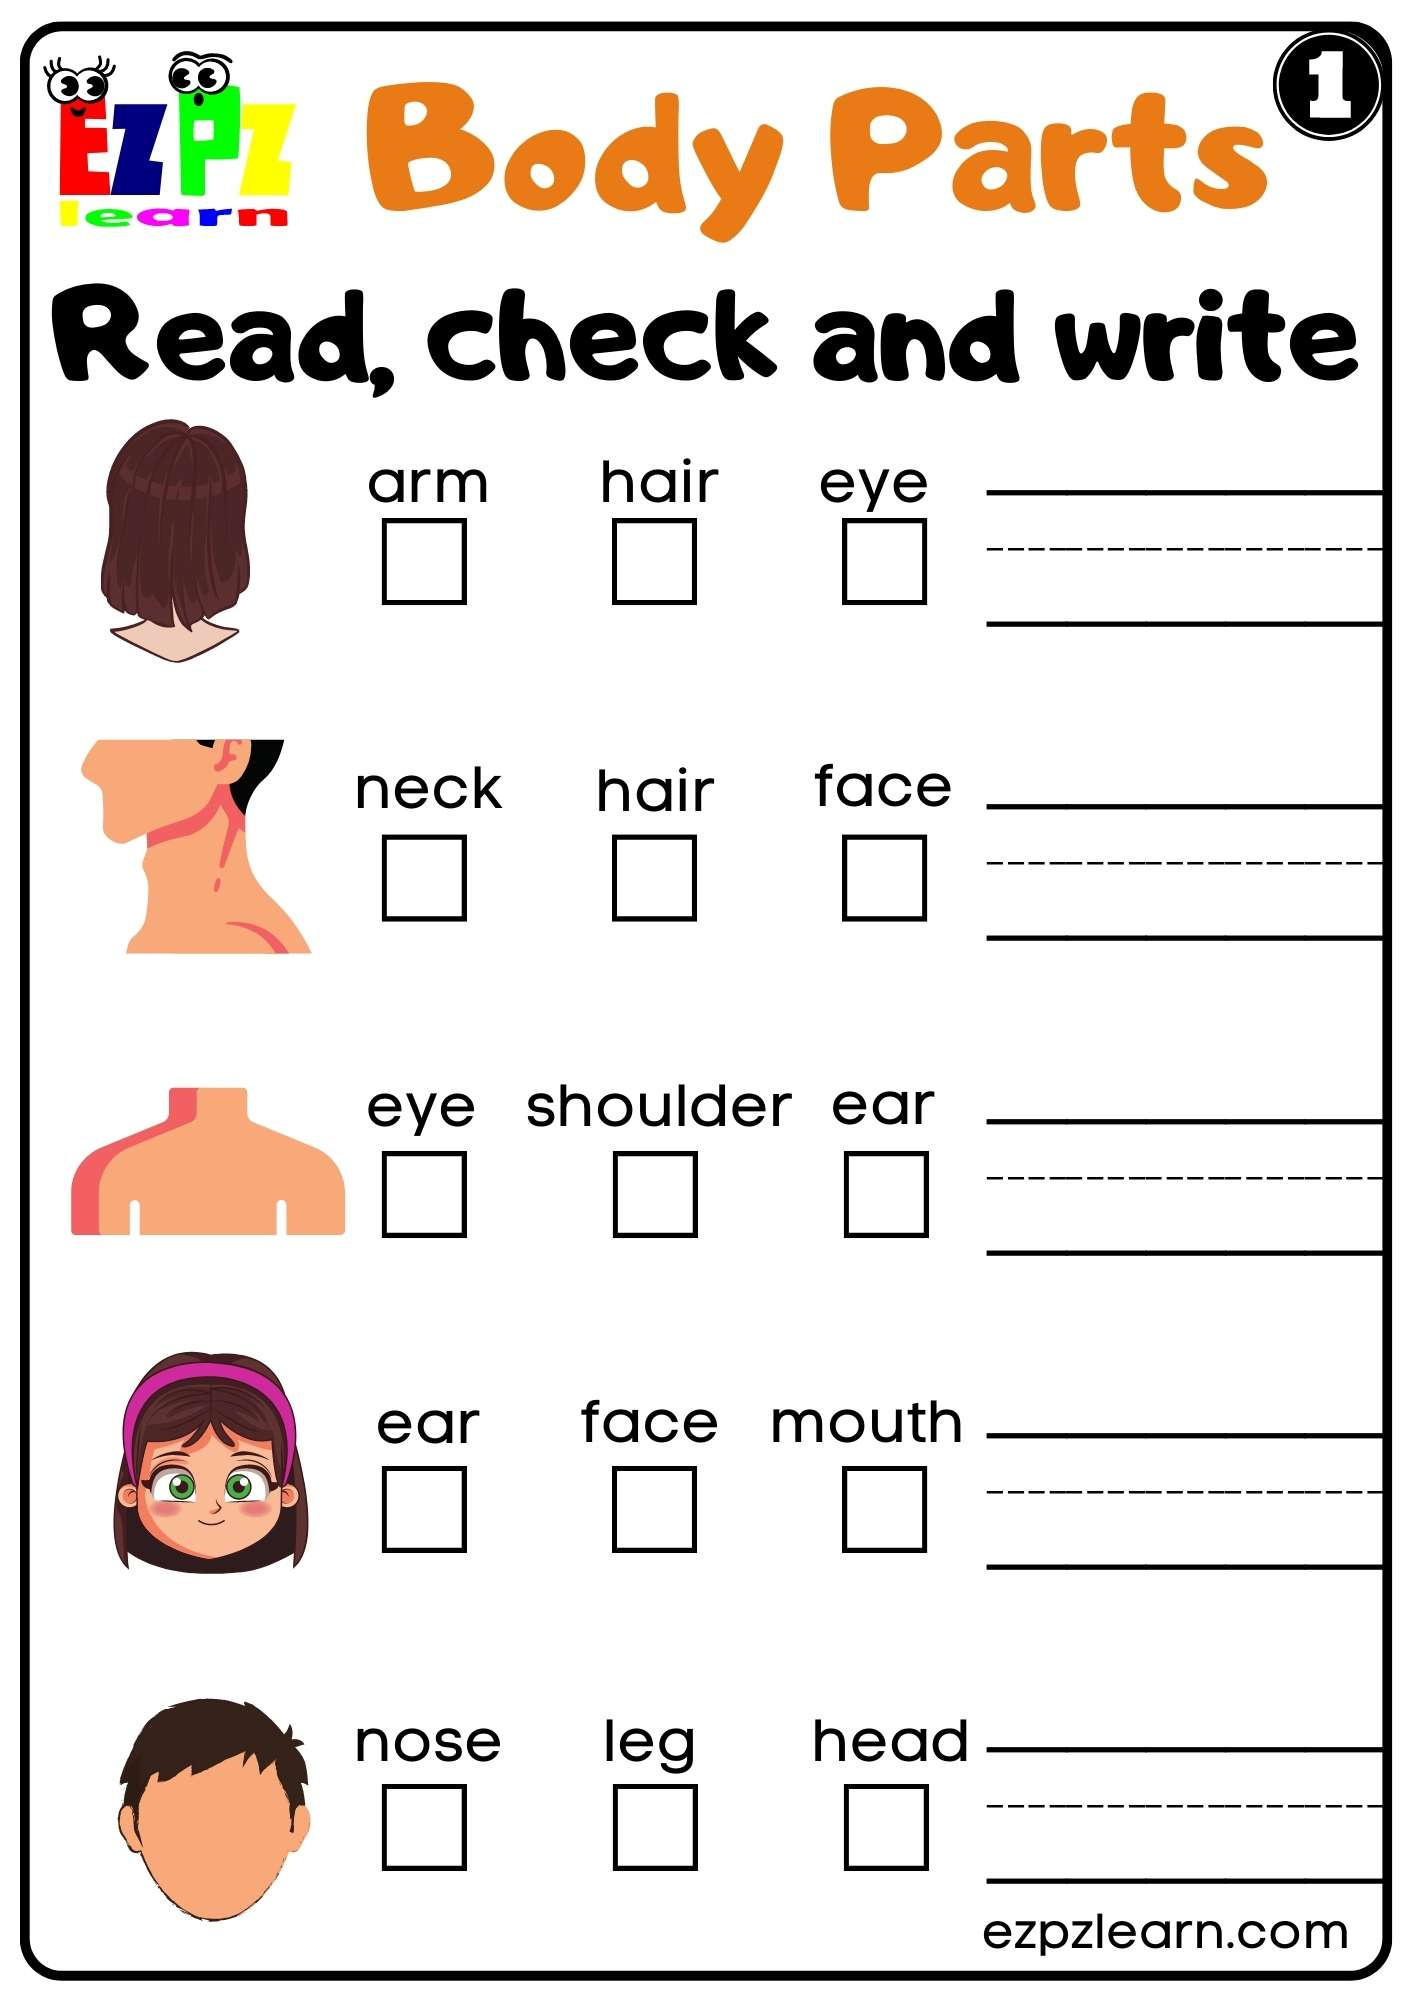 EZPZ
learn
Body Parts
1
Read, check and write
arm hair eye
neck hair face
eye shoulder ear
ear face mouth
nose leg head
ezpzlearn.com